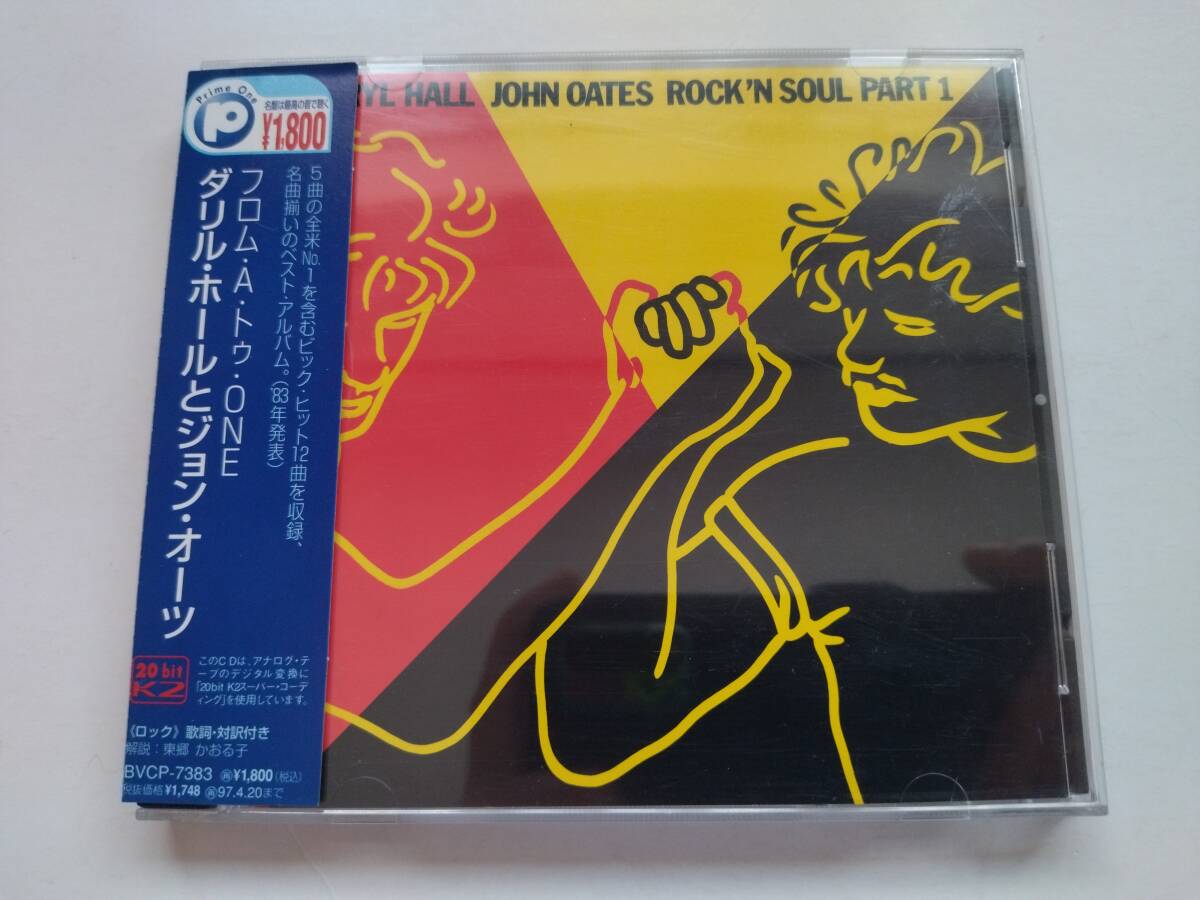 Prime One
P
名盤は最高の音で聴く
¥1,800
フロム・A・トゥ・ONE
ダリル・ホールとジョン・オーツ
5曲の全米No.1を含むビック・ヒット12曲を収録、
名曲揃いのベスト・アルバム。('83年発表)
20 bit
K2
このCDは、アナログ・テ
ープのデジタル変換に
「20bit K2スーパー・コーデ
ィング」を使用しています。
《ロック》 歌詞・対訳付き
解説：東郷 かおる子
BVCP-7383 再¥1,800(税込)
税抜価格¥1,748 再97.4.20まで
YL HALL JOHN OATES ROCK'N SOUL PART 1